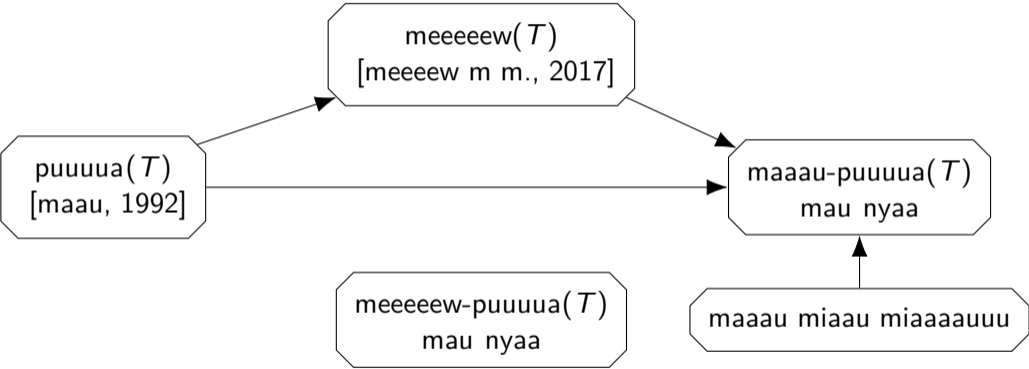 meeeeew(T)
[meeeew m m., 2017]
puuuua(T)
[maau, 1992]
maaau-puuuua(T)
mau nyaa
meeeeew-puuuua(T)
mau nyaa
maaau miaau miaaaauuu